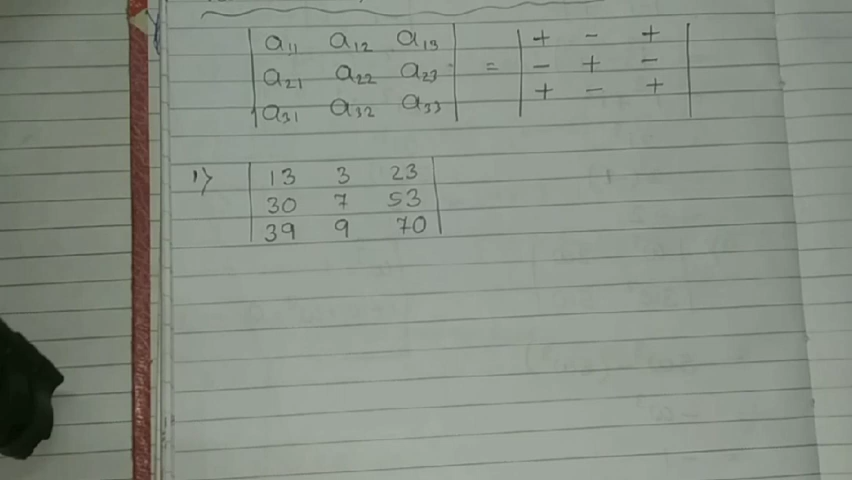 | a₁₁ a₁₂ a₁₃ | = | + - + |
| a₂₁ a₂₂ a₂₃ | | - + - |
| a₃₁ a₃₂ a₃₃ | | + - + |
1) | 13 3 23 |
| 30 7 53 |
| 39 9 70 |